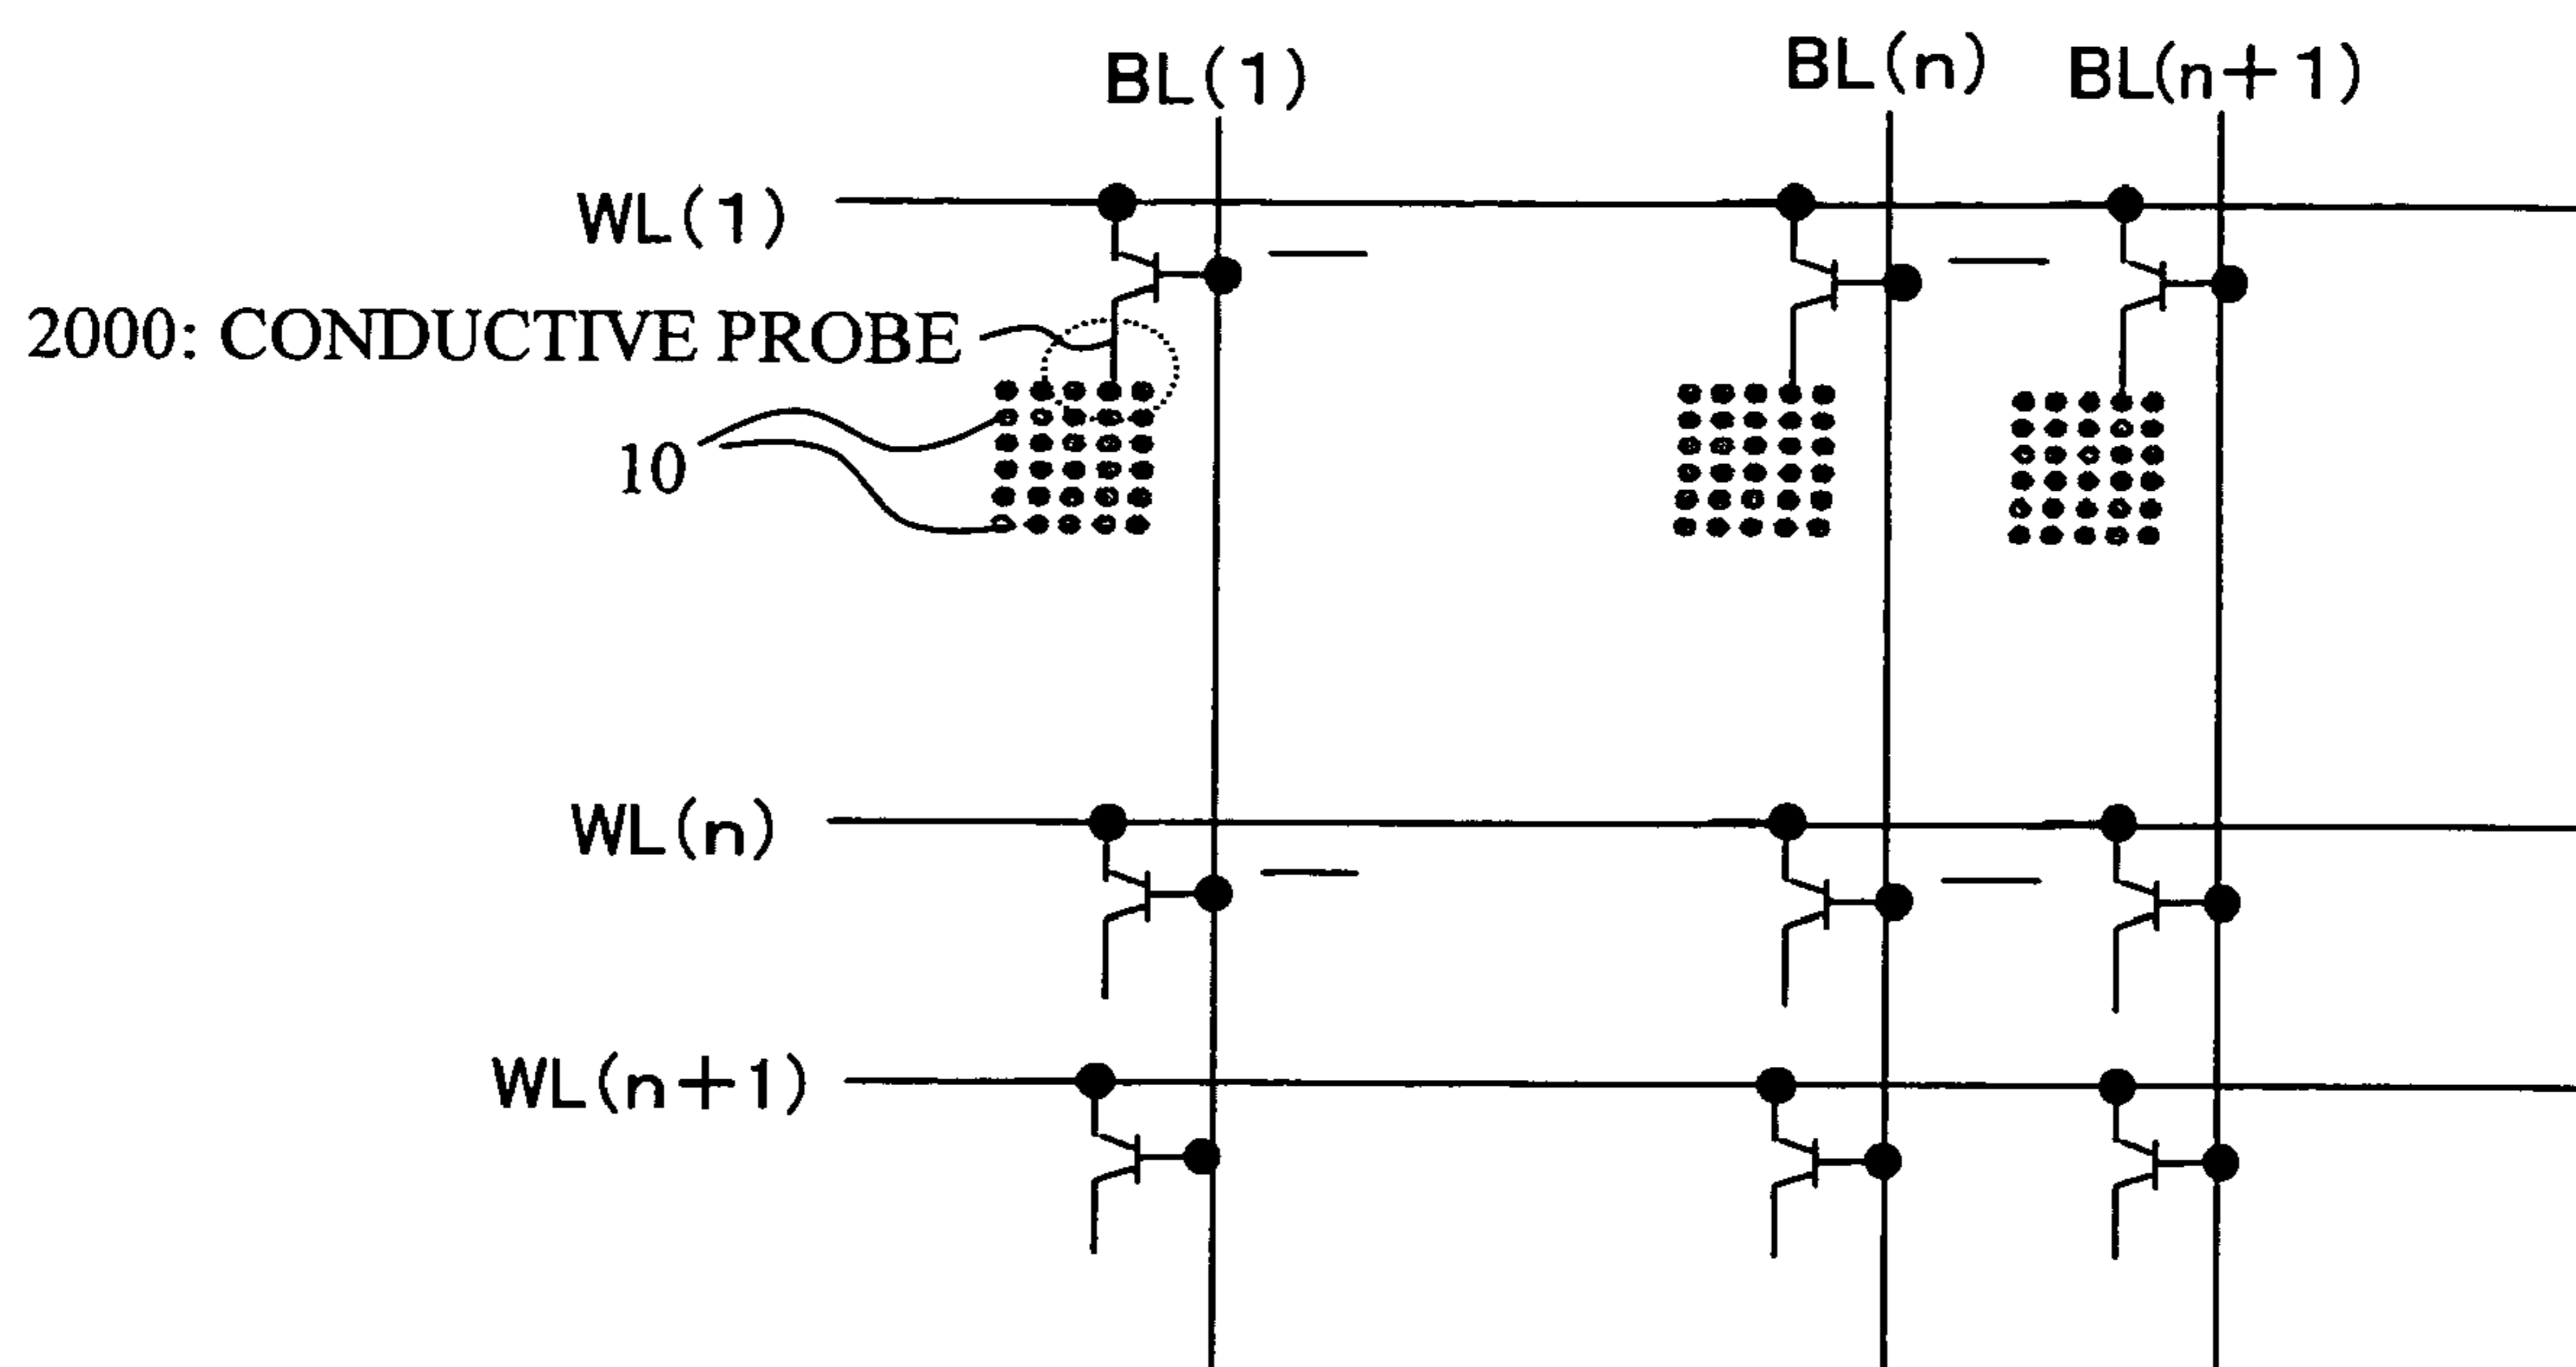 BL(1)
BL(n)
BL(n+1)
WL(1)
2000: CONDUCTIVE PROBE
10
WL(n)
WL(n+1)